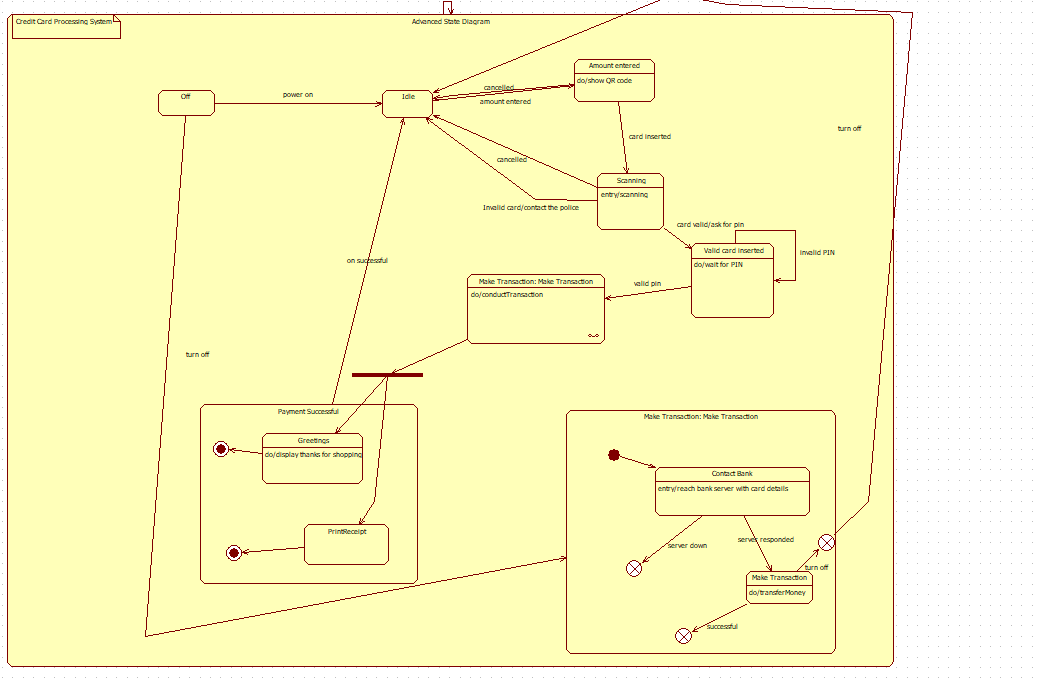 Credit Card Processing System
Advanced State Diagram
Amount entered
do/show QR code
cancelled
amount entered
Off
power on
Idle
turn off
card inserted
cancelled
Scanning
entry/scanning
Invalid card/contact the police
card valid/ask for pin
Valid card inserted
do/wait for PIN
invalid PIN
on successful
Make Transaction: Make Transaction
do/conductTransaction
valid pin
turn off
Payment Successful
Greetings
do/display thanks for shopping
PrintReceipt
Make Transaction: Make Transaction
Contact Bank
entry/reach bank server with card details
server down
server responded
turn off
Make Transaction
do/transferMoney
successful